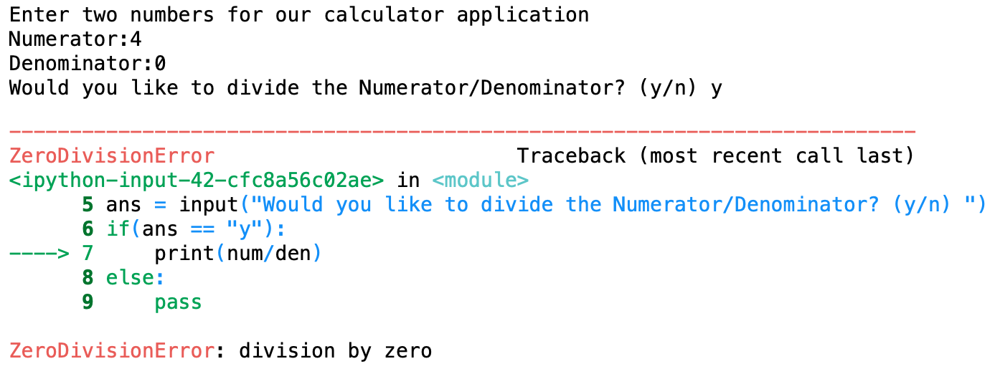 Enter two numbers for our calculator application
Numerator:4
Denominator:0
Would you like to divide the Numerator/Denominator? (y/n) y
---------------------------------------------------------------------------
ZeroDivisionError                         Traceback (most recent call last)
<ipython-input-42-cfc8a56c02ae> in <module>
      5 ans = input("Would you like to divide the Numerator/Denominator? (y/n) ")
      6 if(ans == "y"):
----> 7     print(num/den)
      8 else:
      9     pass
ZeroDivisionError: division by zero